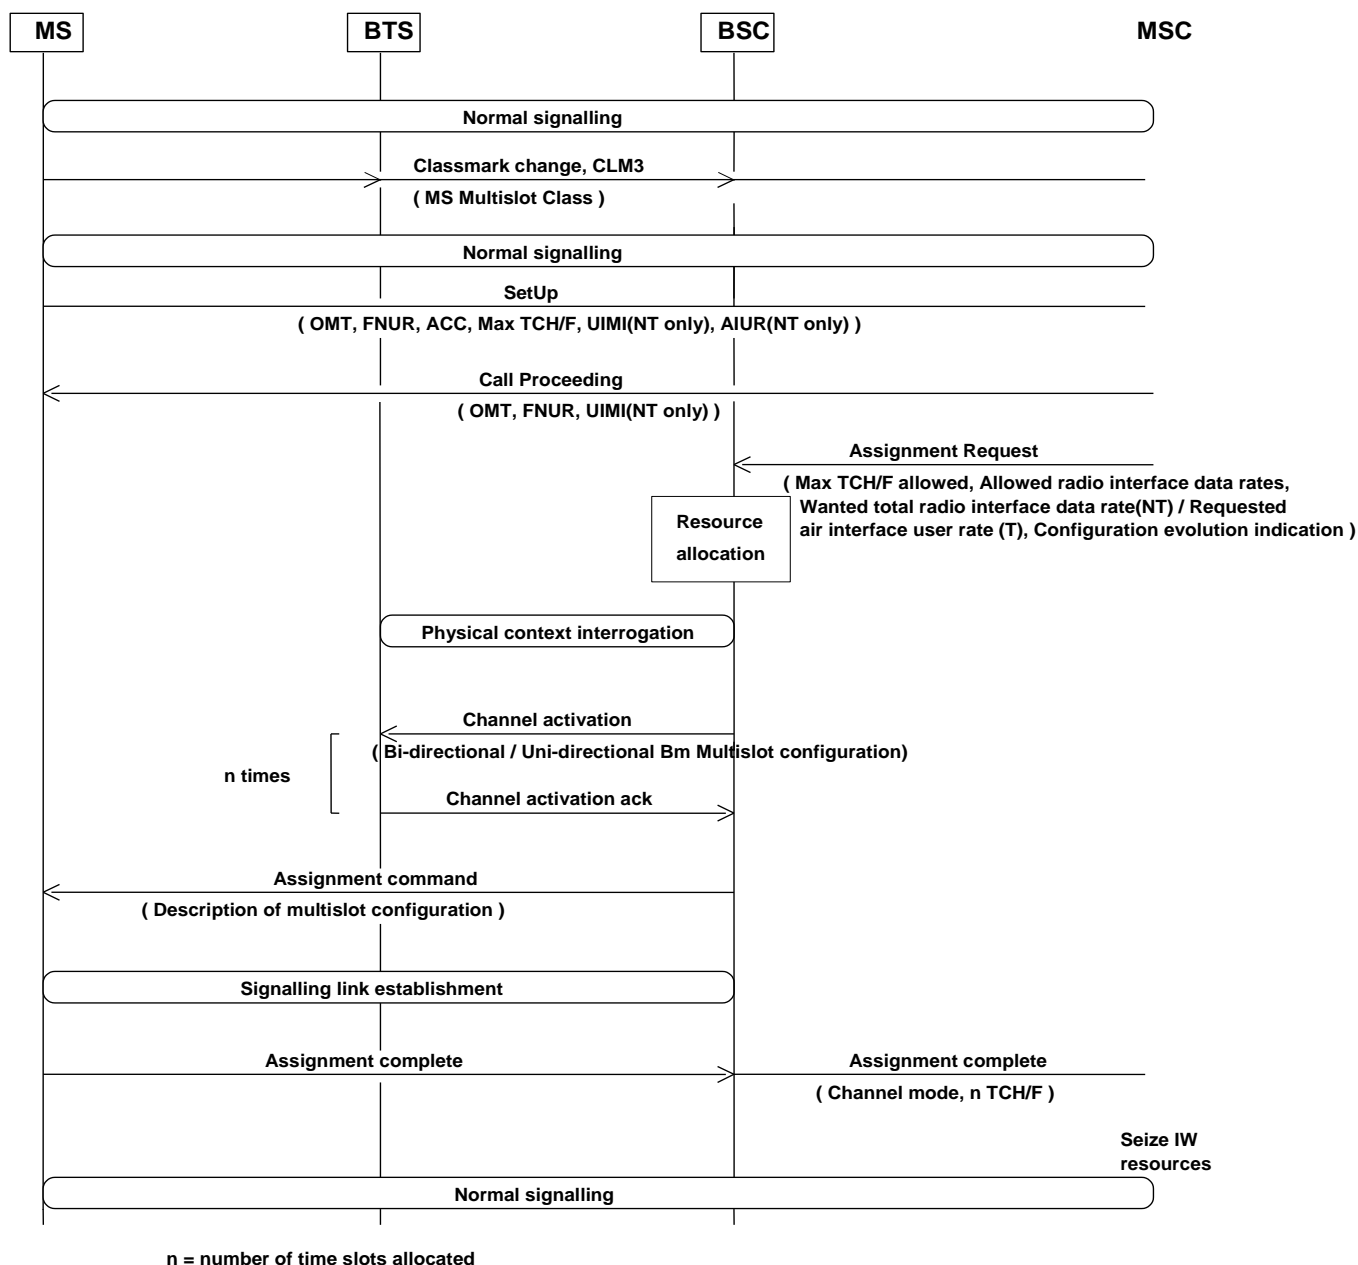 MS BTS BSC MSC
Normal signalling
Classmark change, CLM3
( MS Multislot Class )
Normal signalling
SetUp
( OMT, FNUR, ACC, Max TCH/F, UIMI(NT only), AIUR(NT only) )
Call Proceeding
( OMT, FNUR, UIMI(NT only) )
Assignment Request
( Max TCH/F allowed, Allowed radio interface data rates,
Wanted total radio interface data rate(NT) / Requested
air interface user rate (T), Configuration evolution indication )
Resource
allocation
Physical context interrogation
Channel activation
( Bi-directional / Uni-directional Bm Multislot configuration)
n times
Channel activation ack
Assignment command
( Description of multislot configuration )
Signalling link establishment
Assignment complete
Assignment complete
( Channel mode, n TCH/F )
Seize IW
resources
Normal signalling
n = number of time slots allocated